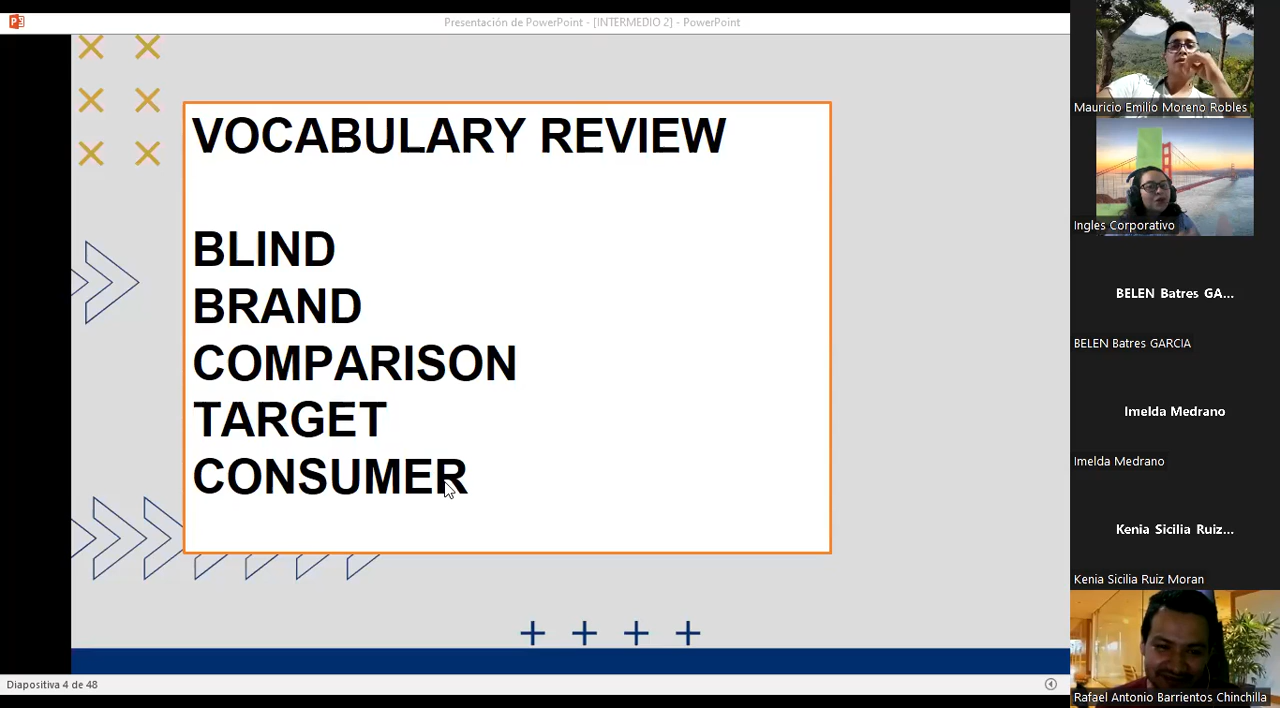 Presentación de PowerPoint - [INTERMEDIO 2] - PowerPoint
VOCABULARY REVIEW
BLIND
BRAND
COMPARISON
TARGET
CONSUMER
Diapositiva 4 de 48
Mauricio Emilio Moreno Robles
Ingles Corporativo
BELEN Batres GA...
BELEN Batres GARCIA
Imelda Medrano
Imelda Medrano
Kenia Sicilia Ruiz...
Kenia Sicilia Ruiz Moran
Rafael Antonio Barrientos Chinchilla